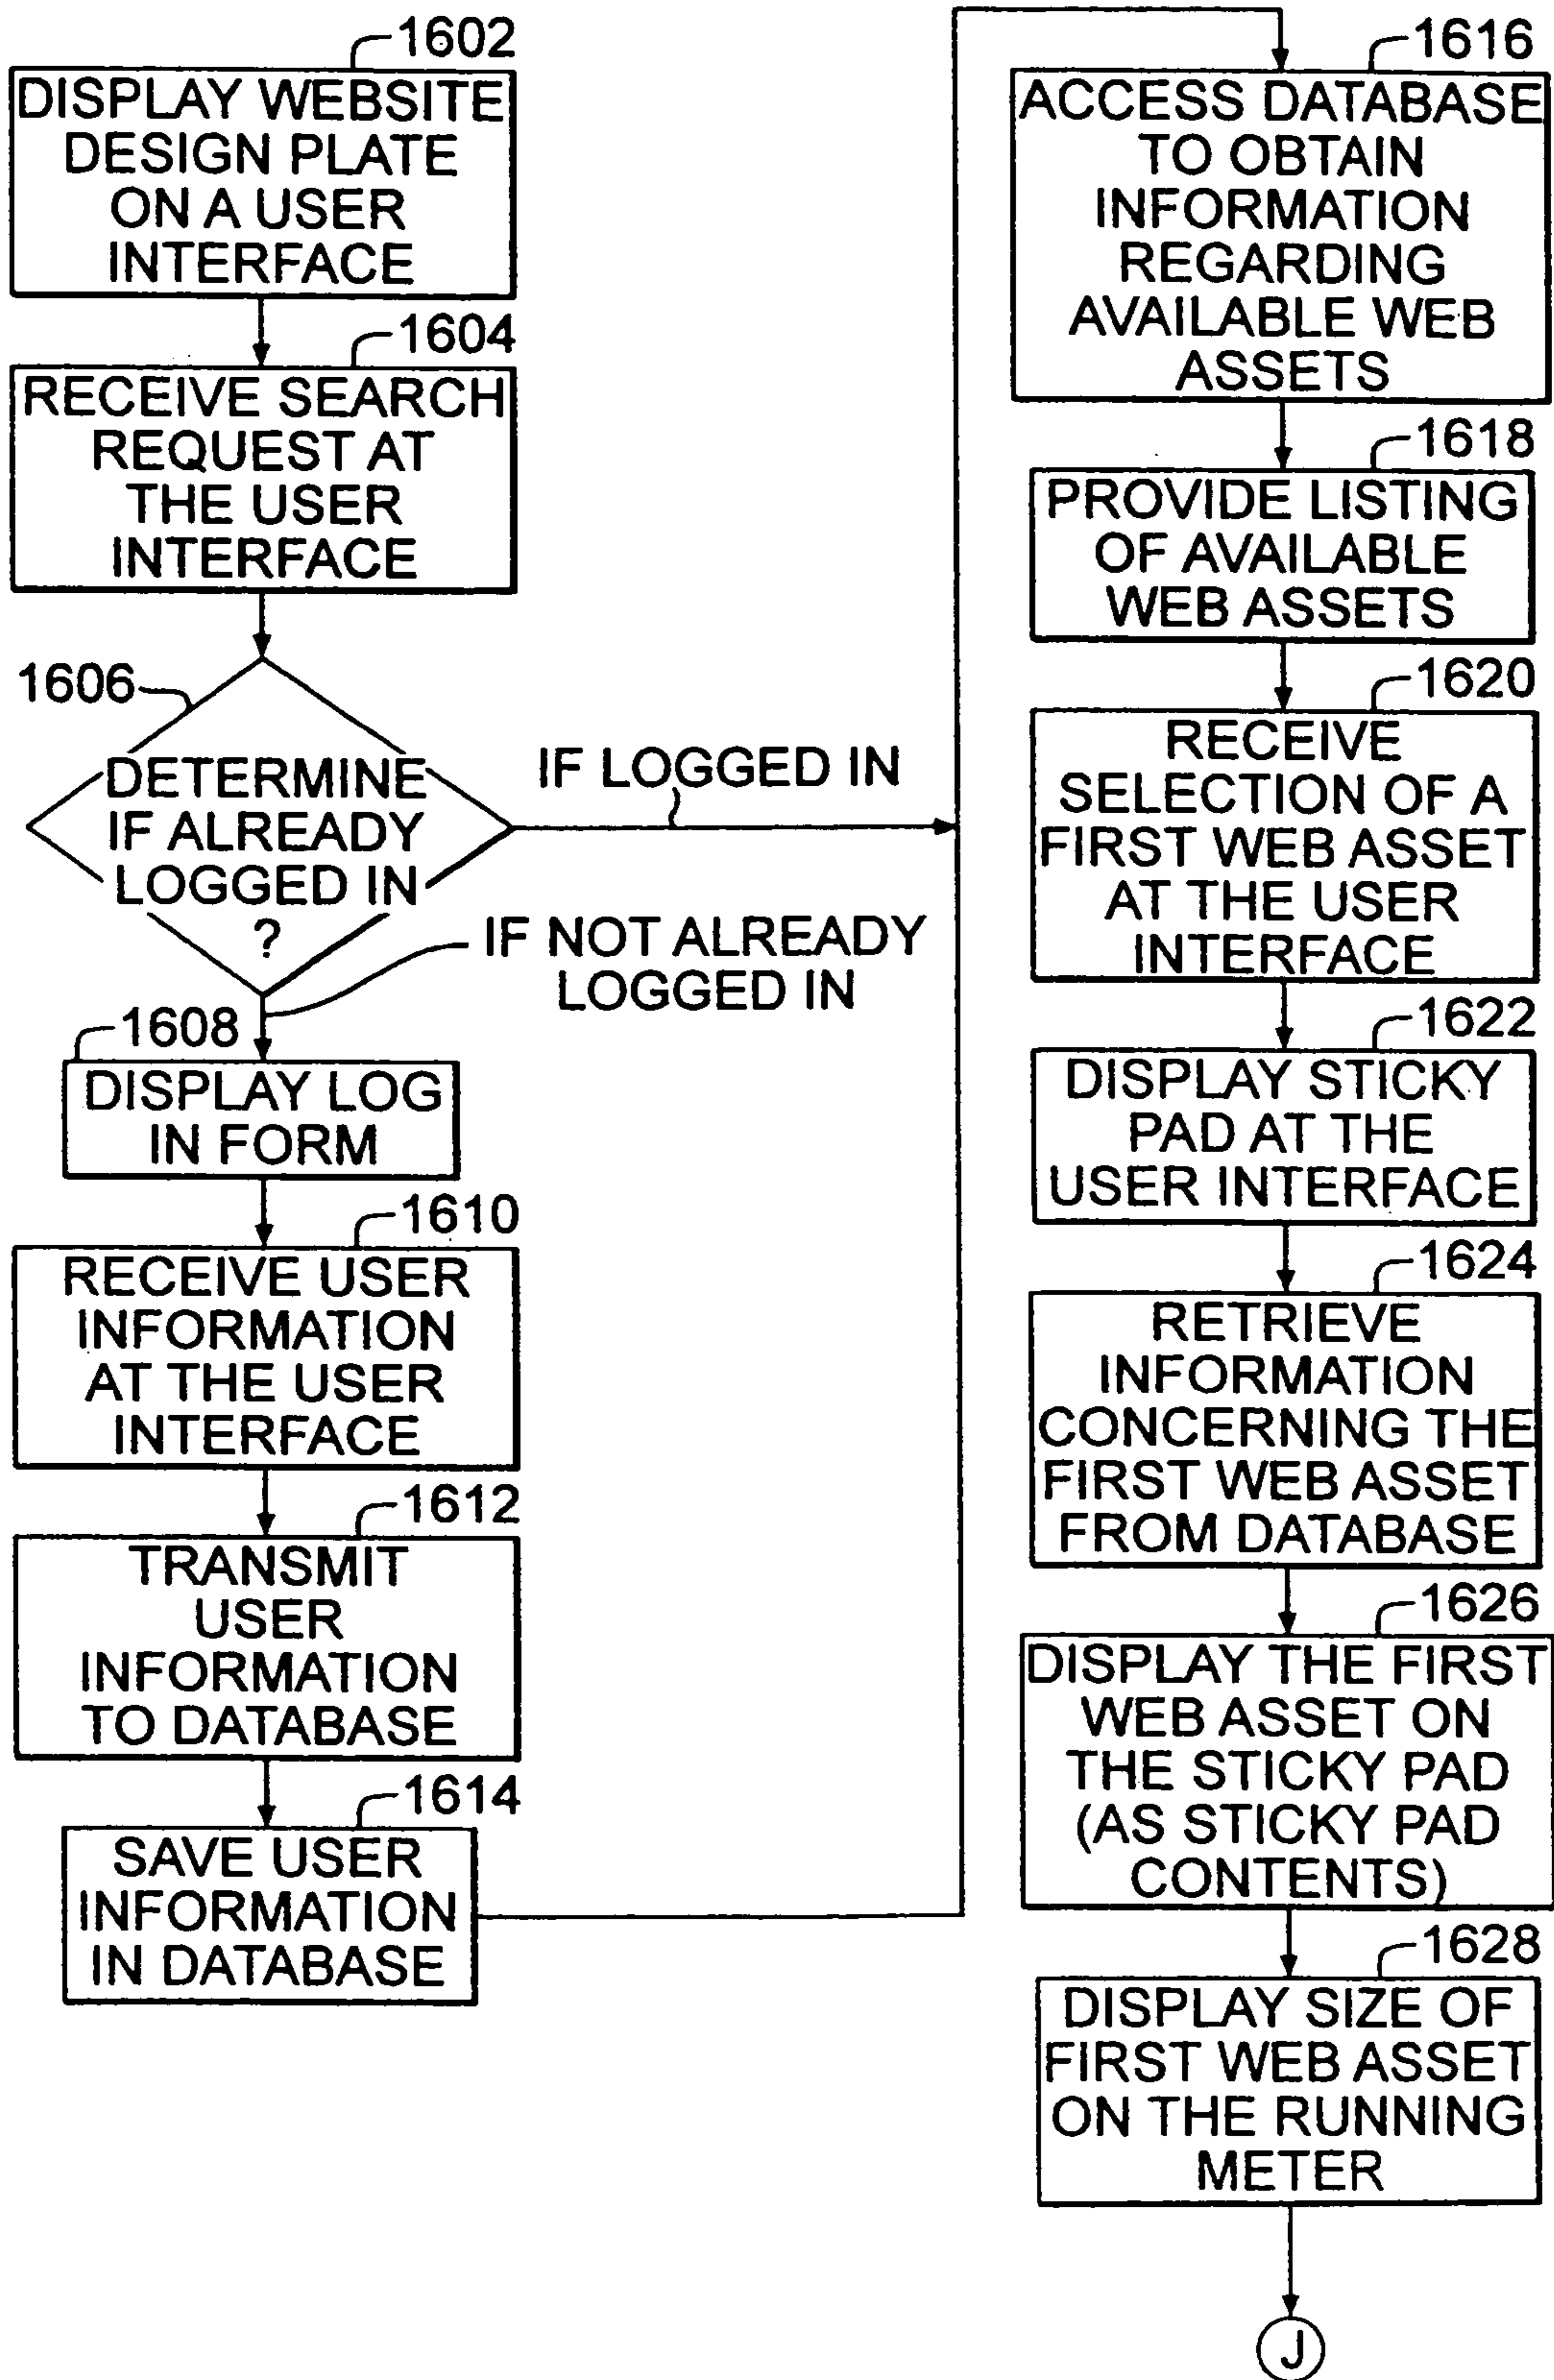 1602
DISPLAY WEBSITE
DESIGN PLATE
ON A USER
INTERFACE
1604
RECEIVE SEARCH
REQUEST AT
THE USER
INTERFACE
1606
DETERMINE
IF ALREADY
LOGGED IN
?
IF LOGGED IN
IF NOT ALREADY
LOGGED IN
1608
DISPLAY LOG
IN FORM
1610
RECEIVE USER
INFORMATION
AT THE USER
INTERFACE
1612
TRANSMIT
USER
INFORMATION
TO DATABASE
1614
SAVE USER
INFORMATION
IN DATABASE
1616
ACCESS DATABASE
TO OBTAIN
INFORMATION
REGARDING
AVAILABLE WEB
ASSETS
1618
PROVIDE LISTING
OF AVAILABLE
WEB ASSETS
1620
RECEIVE
SELECTION OF A
FIRST WEB ASSET
AT THE USER
INTERFACE
1622
DISPLAY STICKY
PAD AT THE
USER INTERFACE
1624
RETRIEVE
INFORMATION
CONCERNING THE
FIRST WEB ASSET
FROM DATABASE
1626
DISPLAY THE FIRST
WEB ASSET ON
THE STICKY PAD
(AS STICKY PAD
CONTENTS)
1628
DISPLAY SIZE OF
FIRST WEB ASSET
ON THE RUNNING
METER
J